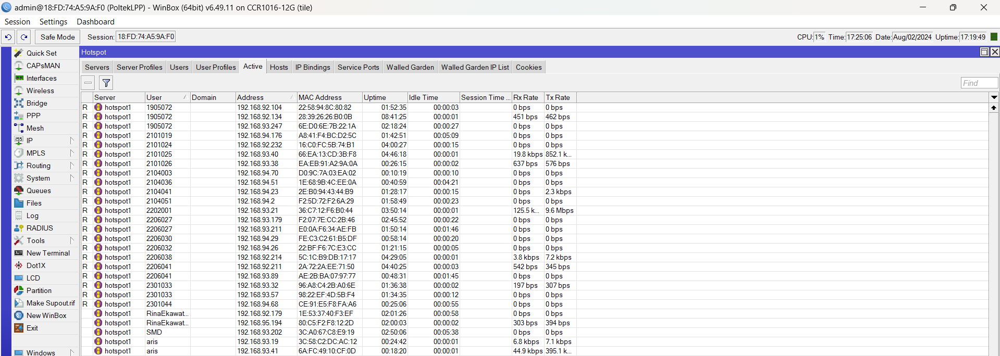 admin@18:FD:74:A5:9A:F0 (PoltekLPP) - WinBox (64bit) v6.49.11 on CCR1016-12G (tile)
Session Settings Dashboard
Safe Mode Session: 18:FD:74:A5:9A:F0 CPU: 1% Time: 17:25:06 Date: Aug/02/2024 Uptime: 17:19:49
Quick Set
CAPsMAN
Interfaces
Wireless
Bridge
PPP
Mesh
IP
MPLS
Routing
System
Queues
Files
Log
RADIUS
Tools
New Terminal
Dot1X
LCD
Partition
Make Supout.rif
New WinBox
Exit
Windows
Hotspot
Servers Server Profiles Users User Profiles Active Hosts IP Bindings Service Ports Walled Garden Walled Garden IP List Cookies
Find
Server User Domain Address MAC Address Uptime Idle Time Session Time ... Rx Rate Tx Rate
R hotspot1 1905072 192.168.92.104 22:58:94:8C:80:82 01:52:35 00:00:03 0 bps 0 bps
R hotspot1 1905072 192.168.92.134 28:39:26:26:B0:0B 08:41:25 00:00:01 451 bps 462 bps
R hotspot1 1905072 192.168.93.247 6E:D0:6E:7B:22:1A 02:18:24 00:00:27 0 bps 0 bps
R hotspot1 2101019 192.168.94.176 A8:41:F4:BC:D2:5C 01:42:51 00:05:09 0 bps 0 bps
R hotspot1 2101024 192.168.92.232 16:C0:FC:5B:74:B1 04:00:27 00:00:15 0 bps 0 bps
R hotspot1 2101025 192.168.93.40 66:EA:13:CD:3B:F8 04:46:18 00:00:01 19.8 kbps 852.1 k...
R hotspot1 2101026 192.168.93.38 EA:EB:91:A2:9A:0A 00:26:15 00:00:02 637 bps 576 bps
R hotspot1 2104003 192.168.94.70 D0:9C:7A:03:EA:02 00:10:19 00:00:10 0 bps 0 bps
R hotspot1 2104036 192.168.94.51 1E:68:9B:4C:EE:0A 00:40:59 00:04:21 0 bps 0 bps
R hotspot1 2104041 192.168.94.23 2E:B0:94:43:44:B9 01:28:17 00:00:15 0 bps 2.3 kbps
R hotspot1 2104051 192.168.94.2 F2:5D:72:F2:6A:29 01:58:49 00:00:23 0 bps 0 bps
R hotspot1 2202001 192.168.93.21 36:C7:12:F6:B0:44 03:50:14 00:00:01 125.5 k... 9.6 Mbps
R hotspot1 2206027 192.168.93.179 F2:07:7E:CC:2B:46 02:45:52 00:00:22 0 bps 0 bps
R hotspot1 2206027 192.168.93.211 E0:0A:F6:34:AE:FB 01:50:14 00:01:46 0 bps 0 bps
R hotspot1 2206030 192.168.94.29 FE:C3:C2:61:B5:DF 00:58:14 00:00:20 0 bps 0 bps
R hotspot1 2206032 192.168.94.26 22:BF:F6:7C:E3:CC 01:21:15 00:00:05 0 bps 0 bps
R hotspot1 2206038 192.168.92.214 5C:1C:B9:DB:17:17 04:29:05 00:00:01 3.8 kbps 7.2 kbps
R hotspot1 2206041 192.168.92.211 2A:72:2A:EE:71:50 04:40:25 00:00:03 542 bps 345 bps
R hotspot1 2206041 192.168.93.89 AE:2B:BA:07:97:77 00:48:31 00:01:45 0 bps 0 bps
R hotspot1 2301033 192.168.93.32 96:A8:C4:2B:A0:6E 01:36:38 00:00:02 197 bps 307 bps
R hotspot1 2301033 192.168.93.57 98:22:EF:4D:5B:F4 01:34:35 00:00:12 0 bps 0 bps
R hotspot1 2301044 192.168.94.68 CE:91:E5:F8:FA:A6 00:25:06 00:00:55 0 bps 0 bps
hotspot1 RinaEkawat... 192.168.92.179 1E:53:37:40:F3:EF 02:01:26 00:00:58 0 bps 0 bps
hotspot1 RinaEkawat... 192.168.95.194 80:C5:F2:F8:12:2D 02:00:03 00:00:02 303 bps 394 bps
hotspot1 SMD 192.168.93.202 3C:A0:67:C8:E9:19 02:50:06 00:05:38 0 bps 0 bps
hotspot1 aris 192.168.93.19 3C:58:C2:DC:AC:12 00:24:42 00:00:01 6.8 kbps 7.1 kbps
hotspot1 aris 192.168.93.41 6A:FC:49:10:CF:0D 00:18:20 00:00:01 44.9 kbps 395.1 k...